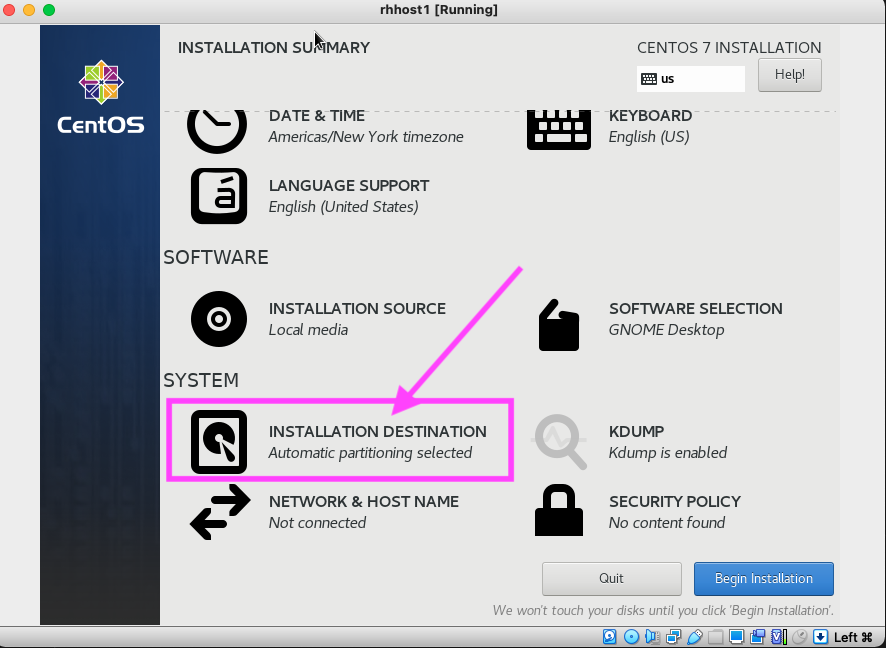 rhhost1 [Running]
INSTALLATION SUMMARY
CENTOS 7 INSTALLATION
us
Help!
CentOS
DATE & TIME
Americas/New York timezone
KEYBOARD
English (US)
á
LANGUAGE SUPPORT
English (United States)
SOFTWARE
INSTALLATION SOURCE
Local media
SOFTWARE SELECTION
GNOME Desktop
SYSTEM
INSTALLATION DESTINATION
Automatic partitioning selected
KDUMP
Kdump is enabled
NETWORK & HOST NAME
Not connected
SECURITY POLICY
No content found
Quit
Begin Installation
We won't touch your disks until you click 'Begin Installation'.
Left ⌘